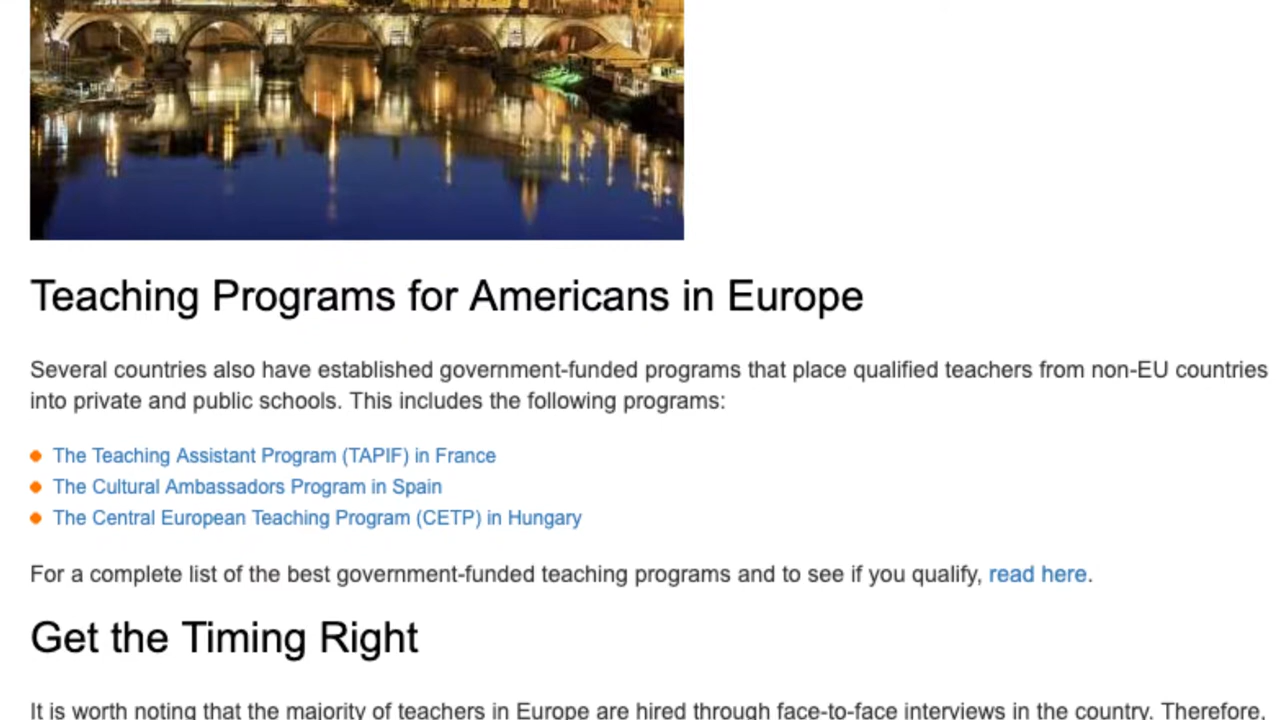 Teaching Programs for Americans in Europe
Several countries also have established government-funded programs that place qualified teachers from non-EU countries
into private and public schools. This includes the following programs:
The Teaching Assistant Program (TAPIF) in France
The Cultural Ambassadors Program in Spain
The Central European Teaching Program (CETP) in Hungary
For a complete list of the best government-funded teaching programs and to see if you qualify, read here.
Get the Timing Right
It is worth noting that the majority of teachers in Europe are hired through face-to-face interviews in the country. Therefore,